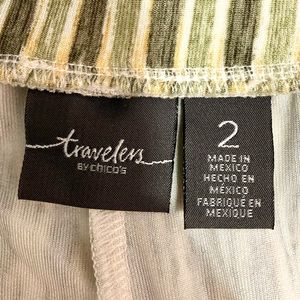 travelers
BY CHICO'S
2
MADE IN
MEXICO
HECHO EN
MÉXICO
FABRIQUÉ EN
MEXIQUE